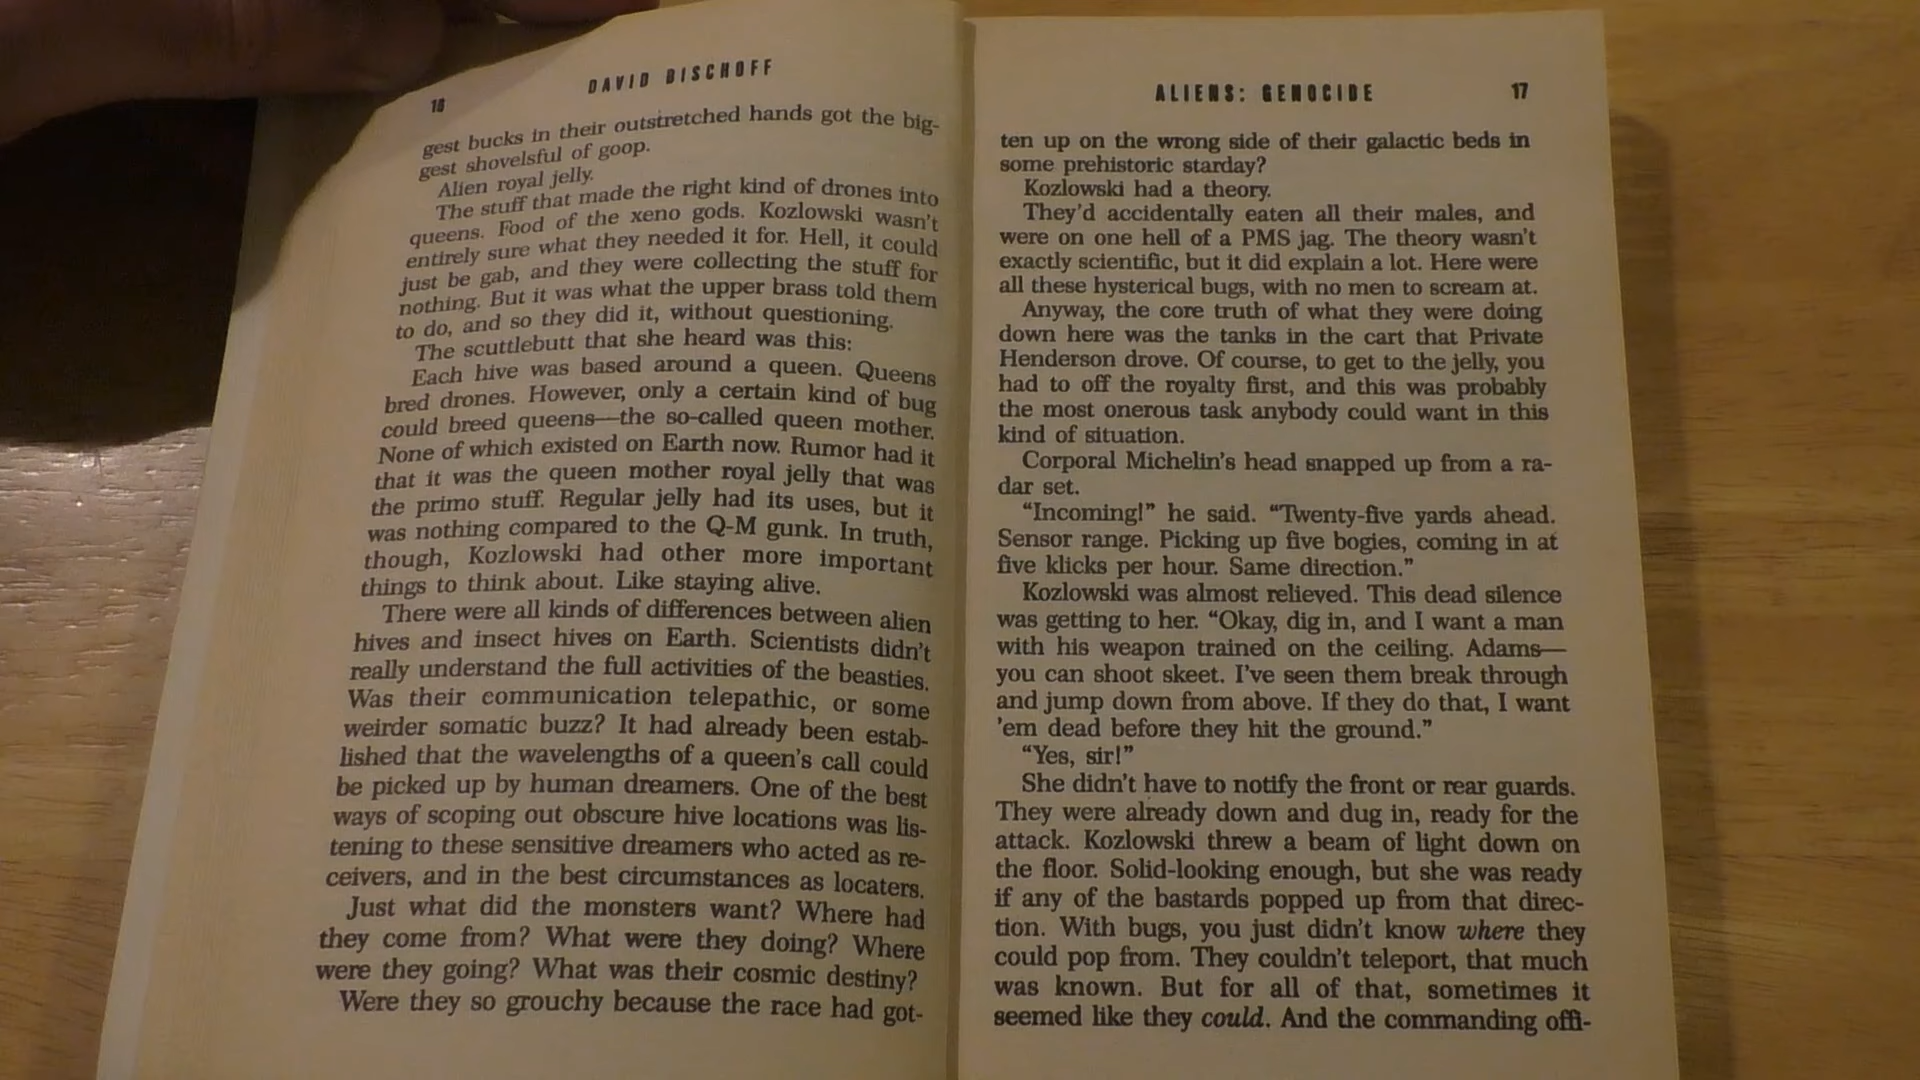 16
DAVID BISCHOFF
gest bucks in their outstretched hands got the big-
gest shovelsful of goop.
Alien royal jelly.
The stuff that made the right kind of drones into
queens. Food of the xeno gods. Kozlowski wasn't
entirely sure what they needed it for. Hell, it could
just be gab, and they were collecting the stuff for
nothing. But it was what the upper brass told them
to do, and so they did it, without questioning.
The scuttlebutt that she heard was this:
Each hive was based around a queen. Queens
bred drones. However, only a certain kind of bug
could breed queens—the so-called queen mother.
None of which existed on Earth now. Rumor had it
that it was the queen mother royal jelly that was
the primo stuff. Regular jelly had its uses, but it
was nothing compared to the Q-M gunk. In truth,
though, Kozlowski had other more important
things to think about. Like staying alive.
There were all kinds of differences between alien
hives and insect hives on Earth. Scientists didn't
really understand the full activities of the beasties.
Was their communication telepathic, or some
weirder somatic buzz? It had already been estab-
lished that the wavelengths of a queen's call could
be picked up by human dreamers. One of the best
ways of scoping out obscure hive locations was lis-
tening to these sensitive dreamers who acted as re-
ceivers, and in the best circumstances as locaters.
Just what did the monsters want? Where had
they come from? What were they doing? Where
were they going? What was their cosmic destiny?
Were they so grouchy because the race had got-
ALIENS: GENOCIDE
17
ten up on the wrong side of their galactic beds in
some prehistoric starday?
Kozlowski had a theory.
They'd accidentally eaten all their males, and
were on one hell of a PMS jag. The theory wasn't
exactly scientific, but it did explain a lot. Here were
all these hysterical bugs, with no men to scream at.
Anyway, the core truth of what they were doing
down here was the tanks in the cart that Private
Henderson drove. Of course, to get to the jelly, you
had to off the royalty first, and this was probably
the most onerous task anybody could want in this
kind of situation.
Corporal Michelin's head snapped up from a ra-
dar set.
“Incoming!” he said. “Twenty-five yards ahead.
Sensor range. Picking up five bogies, coming in at
five klicks per hour. Same direction.”
Kozlowski was almost relieved. This dead silence
was getting to her. “Okay, dig in, and I want a man
with his weapon trained on the ceiling. Adams—
you can shoot skeet. I've seen them break through
and jump down from above. If they do that, I want
'em dead before they hit the ground.”
“Yes, sir!”
She didn't have to notify the front or rear guards.
They were already down and dug in, ready for the
attack. Kozlowski threw a beam of light down on
the floor. Solid-looking enough, but she was ready
if any of the bastards popped up from that direc-
tion. With bugs, you just didn't know where they
could pop from. They couldn't teleport, that much
was known. But for all of that, sometimes it
seemed like they could. And the commanding offi-